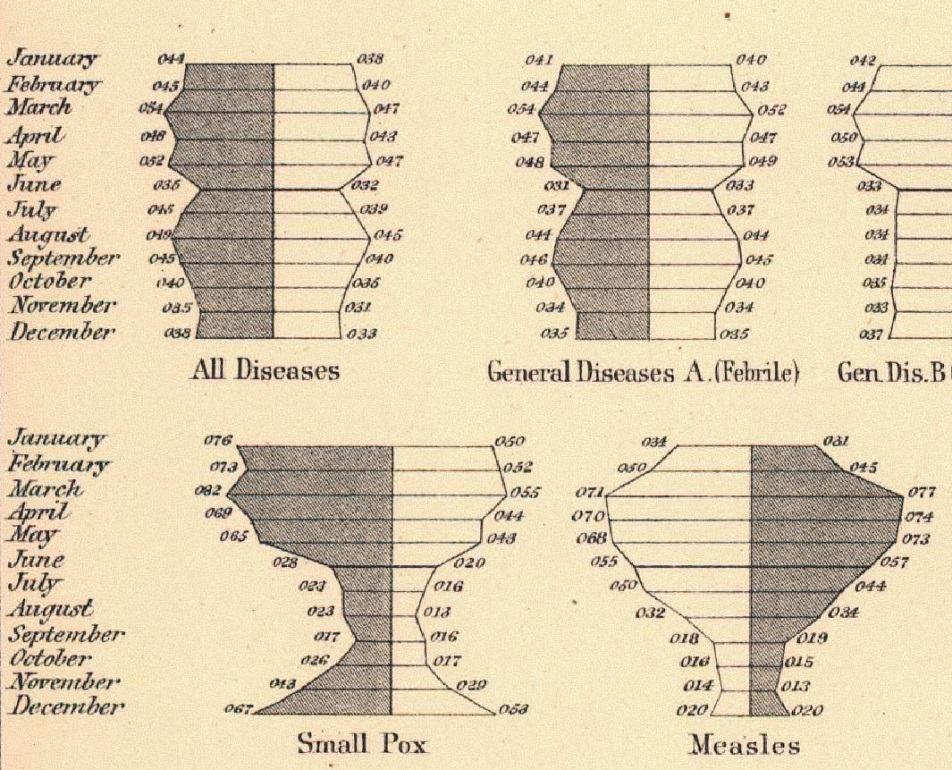 January 044 038 041 040 042
February 045 040 044 043 044
March 054 047 054 052 054
April 048 043 047 047 050
May 052 047 048 049 053
June 035 032 031 033 033
July 045 039 037 037 034
August 049 045 044 044 034
September 045 040 046 045 034
October 040 035 040 040 035
November 035 031 034 034 033
December 038 033 035 035 037
All Diseases General Diseases A. (Febrile) Gen. Dis. B
January 076 050 034 031
February 073 052 050 045
March 082 055 071 077
April 069 044 070 074
May 065 043 068 073
June 028 020 055 057
July 023 016 050 044
August 023 013 032 034
September 017 016 018 019
October 026 017 016 015
November 043 029 014 013
December 067 053 020 020
Small Pox Measles